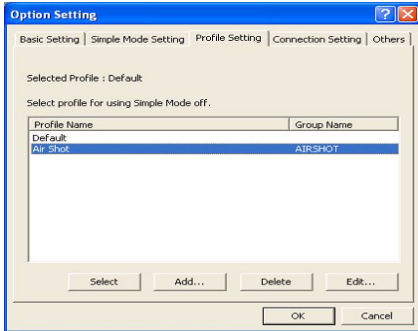 Option Setting
Basic Setting Simple Mode Setting Profile Setting Connection Setting Others
Selected Profile : Default
Select profile for using Simple Mode off.
Profile Name Group Name
Default
Air Shot AIRSHOT
Select Add... Delete Edit...
OK Cancel